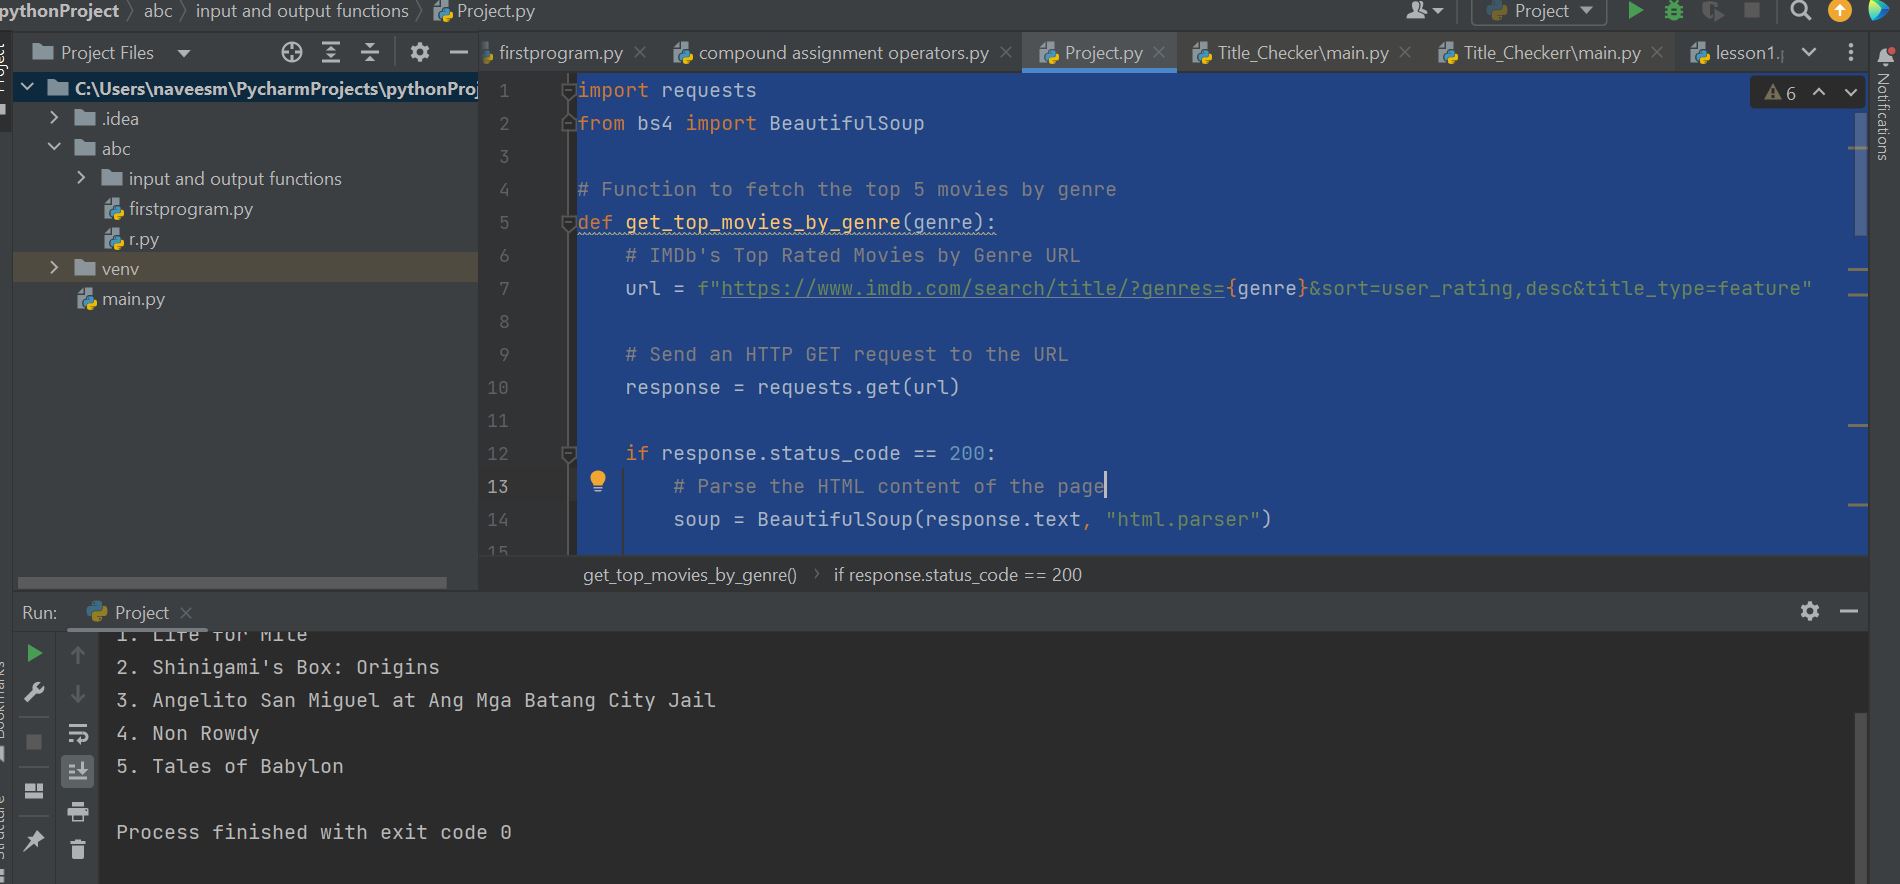 pythonProject abc input and output functions Project.py Project
Project Files
firstprogram.py compound assignment operators.py Project.py Title_Checker\main.py Title_Checkerr\main.py lesson1.
Project
C:\Users\naveesm\PycharmProjects\pythonProj
.idea
abc
input and output functions
firstprogram.py
r.py
venv
main.py
6
Notifications
1 import requests
2 from bs4 import BeautifulSoup
3
4 # Function to fetch the top 5 movies by genre
5 def get_top_movies_by_genre(genre):
6 # IMDb's Top Rated Movies by Genre URL
7 url = f"https://www.imdb.com/search/title/?genres={genre}&sort=user_rating,desc&title_type=feature"
8
9 # Send an HTTP GET request to the URL
10 response = requests.get(url)
11
12 if response.status_code == 200:
13 # Parse the HTML content of the page
14 soup = BeautifulSoup(response.text, "html.parser")
15
get_top_movies_by_genre() if response.status_code == 200
Run: Project
1. Life for Mile
2. Shinigami's Box: Origins
3. Angelito San Miguel at Ang Mga Batang City Jail
4. Non Rowdy
5. Tales of Babylon
Process finished with exit code 0
Bookmarks
Structure